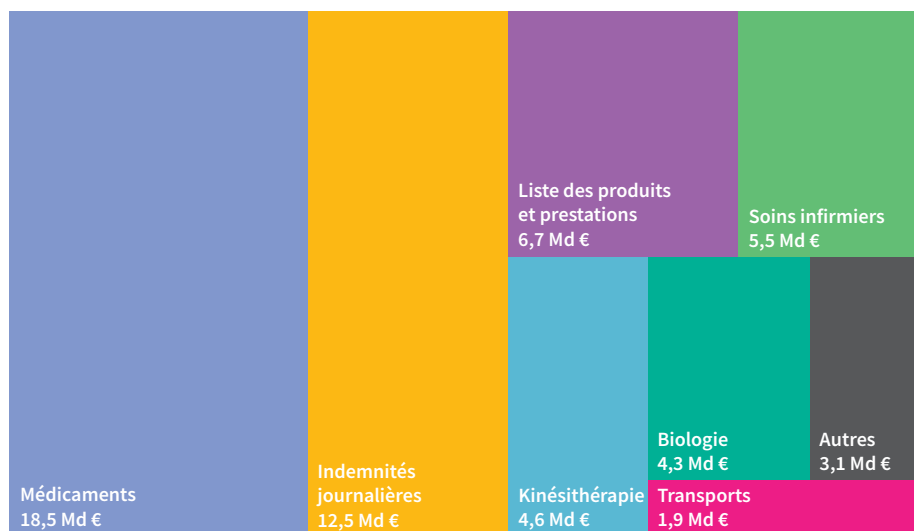 Liste des produits
et prestations
6,7 Md €
Soins infirmiers
5,5 Md €
Médicaments
18,5 Md €
Indemnités
journalières
12,5 Md €
Kinésithérapie
4,6 Md €
Biologie
4,3 Md €
Autres
3,1 Md €
Transports
1,9 Md €